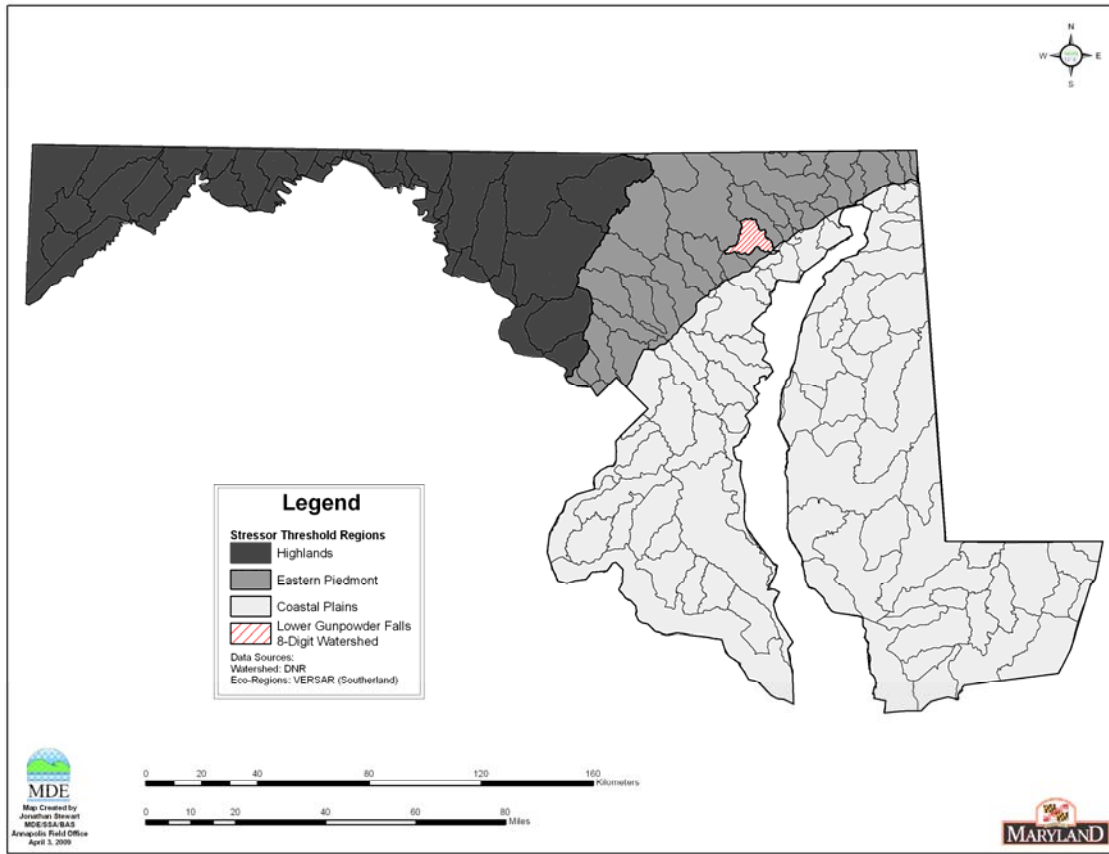 N
W E
S
Legend
Stressor Threshold Regions
Highlands
Eastern Piedmont
Coastal Plains
Lower Gunpowder Falls
8-Digit Watershed
Data Sources:
Watershed: DNR
Eco-Regions: VERSAR (Southerland)
0 20 40 80 120 160
Kilometers
0 10 20 40 60 80
Miles
MDE
Map Created by
Jonathan Stewart
MDE/SSA/BAS
Annapolis Field Office
April 3, 2009
MARYLAND